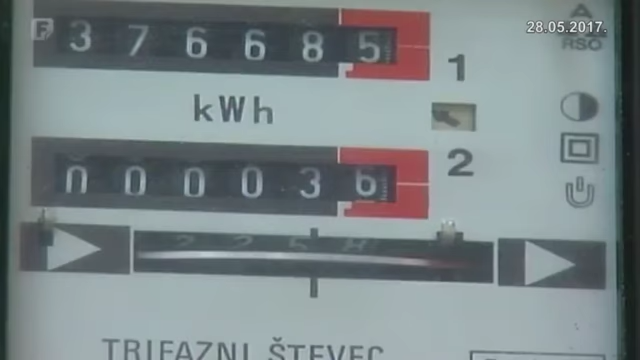 28.05.2017.
RSO
376685
1
kWh
000036
2
TRIFAZNI ŠTEVEC